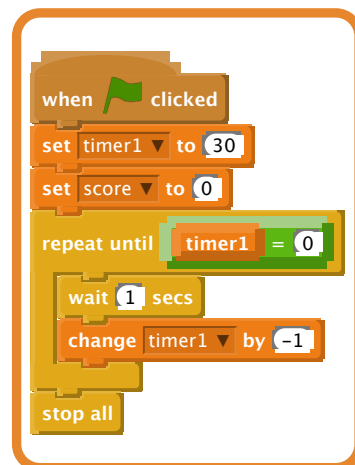 when clicked
set timer1 ▼ to 30
set score ▼ to 0
repeat until timer1 = 0
wait 1 secs
change timer1 ▼ by -1
stop all